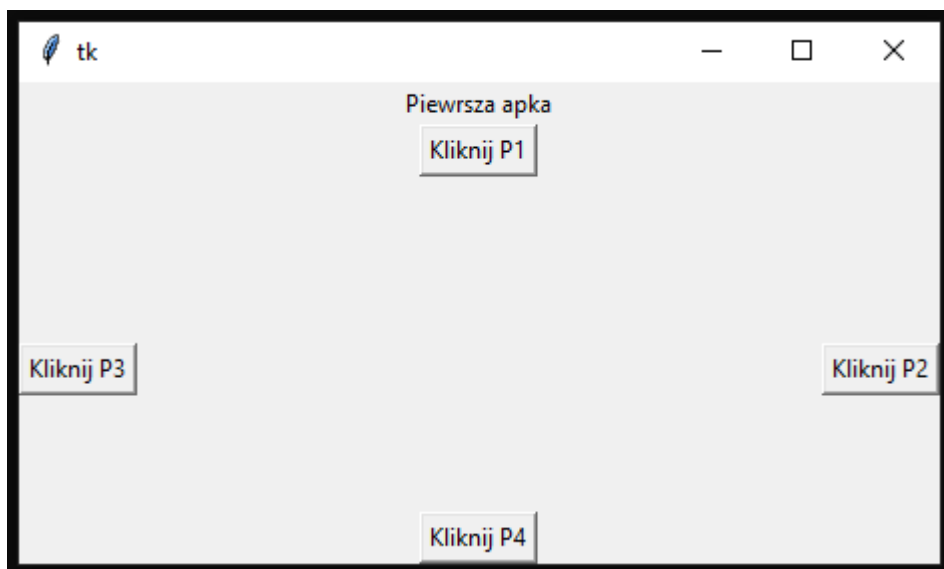 tk
Piewrsza apka
Kliknij P1
Kliknij P3
Kliknij P2
Kliknij P4